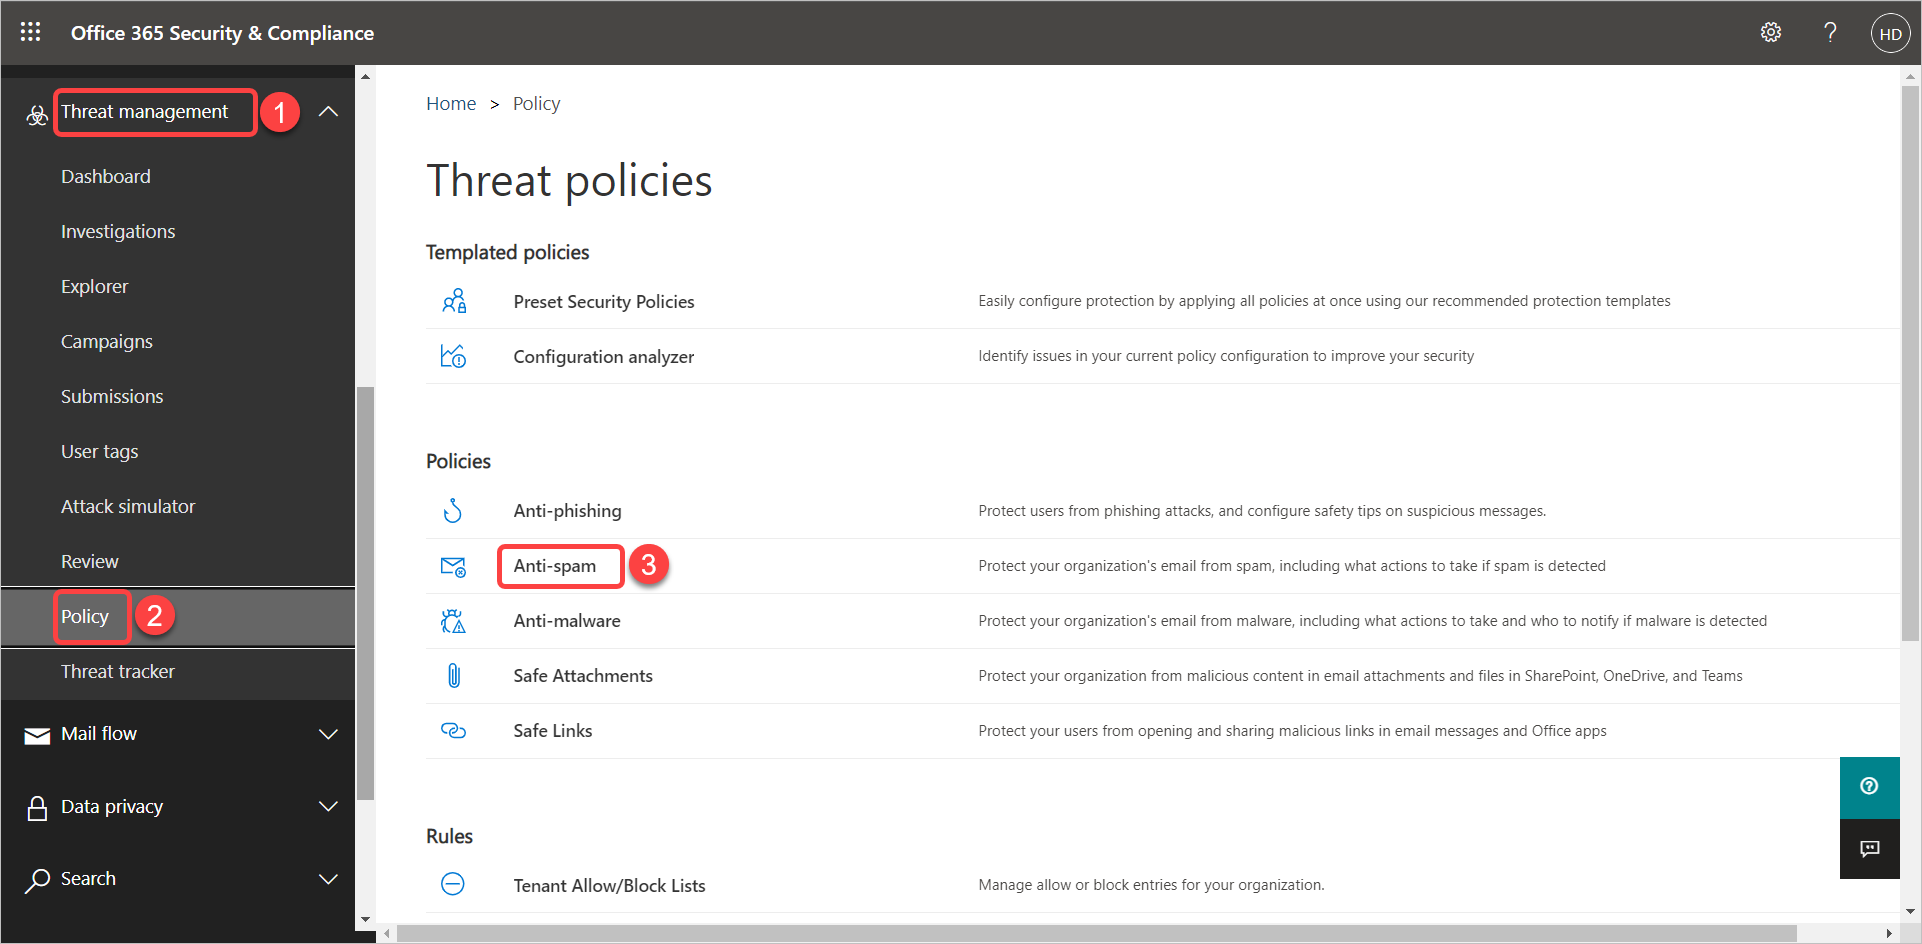 Office 365 Security & Compliance
? HD
Threat management 1
Dashboard
Investigations
Explorer
Campaigns
Submissions
User tags
Attack simulator
Review
Policy 2
Threat tracker
Mail flow
Data privacy
Search
Home > Policy
Threat policies
Templated policies
Preset Security Policies Easily configure protection by applying all policies at once using our recommended protection templates
Configuration analyzer Identify issues in your current policy configuration to improve your security
Policies
Anti-phishing Protect users from phishing attacks, and configure safety tips on suspicious messages.
Anti-spam 3 Protect your organization's email from spam, including what actions to take if spam is detected
Anti-malware Protect your organization's email from malware, including what actions to take and who to notify if malware is detected
Safe Attachments Protect your organization from malicious content in email attachments and files in SharePoint, OneDrive, and Teams
Safe Links Protect your users from opening and sharing malicious links in email messages and Office apps
Rules
Tenant Allow/Block Lists Manage allow or block entries for your organization.